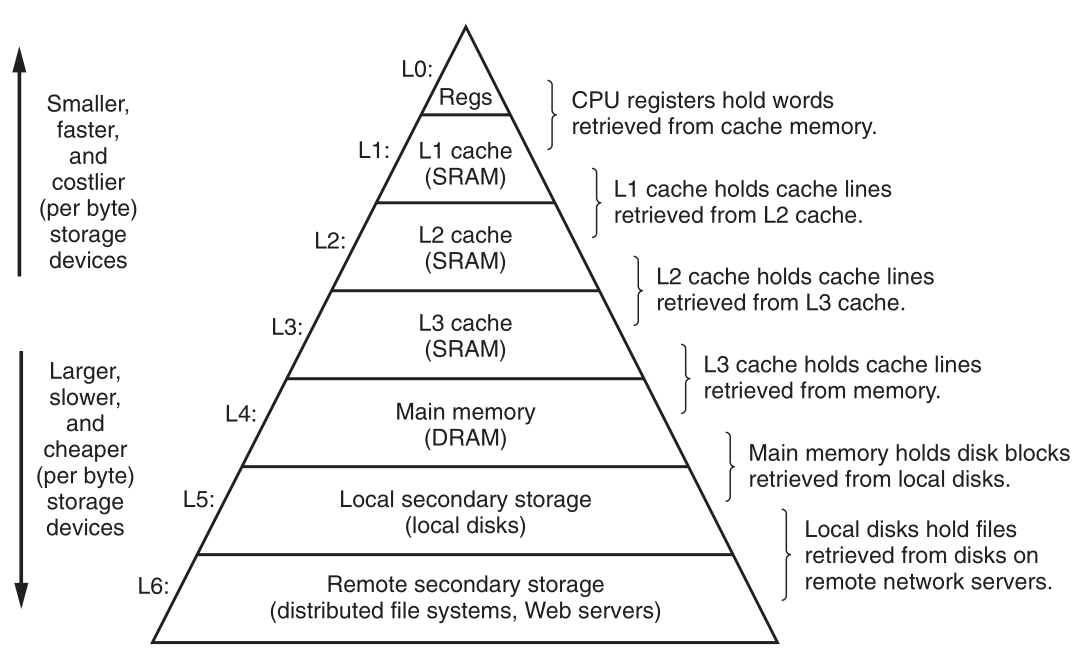 Smaller,
faster,
and
costlier
(per byte)
storage
devices
Larger,
slower,
and
cheaper
(per byte)
storage
devices
L0:
Regs
CPU registers hold words
retrieved from cache memory.
L1:
L1 cache
(SRAM)
L1 cache holds cache lines
retrieved from L2 cache.
L2:
L2 cache
(SRAM)
L2 cache holds cache lines
retrieved from L3 cache.
L3:
L3 cache
(SRAM)
L3 cache holds cache lines
retrieved from memory.
L4:
Main memory
(DRAM)
Main memory holds disk blocks
retrieved from local disks.
L5:
Local secondary storage
(local disks)
Local disks hold files
retrieved from disks on
remote network servers.
L6:
Remote secondary storage
(distributed file systems, Web servers)